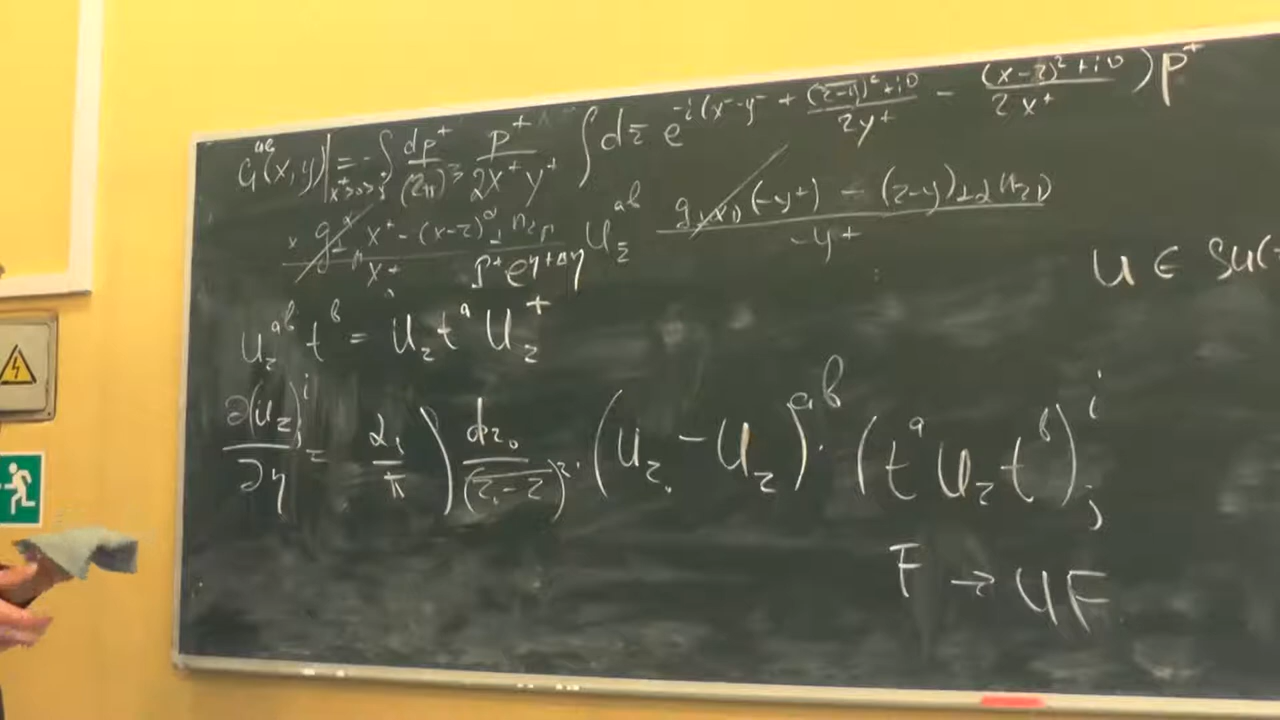 G^{ab}(x,y)|_{x^+>0>y^+} = -∫ dp^+/(2π)^3 p^+/(2x^+y^+) ∫dz e^{-i(x^- - y^- + ((z-y)^2+i0)/(2y^+) - ((x-z)^2+i0)/(2x^+))p^+}
x^+ - (x-z) U_z^{ab} (-y^+) - (z-y) / -y^+
p^+ e^{η+Δη}
U ∈ SU(
U_z^{ab} t^b = U_z t^a U_z^+
∂(U_z)^i_j/∂η = α_s/π ∫ dz_0/(z_0-z)^2 · (U_{z_0} - U_z)^{ab} · (t^a U_z t^b)^i_j
F → UF